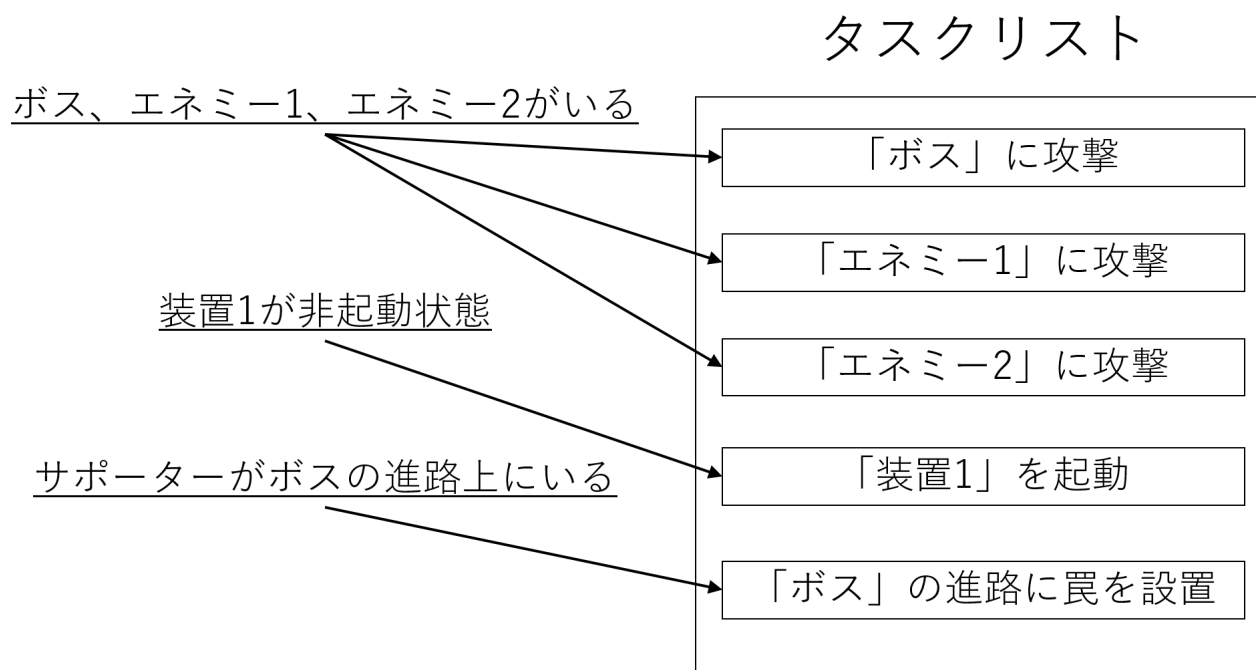 タスクリスト
ボス、エネミー1、エネミー2がいる
「ボス」に攻撃
「エネミー1」に攻撃
装置1が非起動状態
「エネミー2」に攻撃
サポーターがボスの進路上にいる
「装置1」を起動
「ボス」の進路に罠を設置